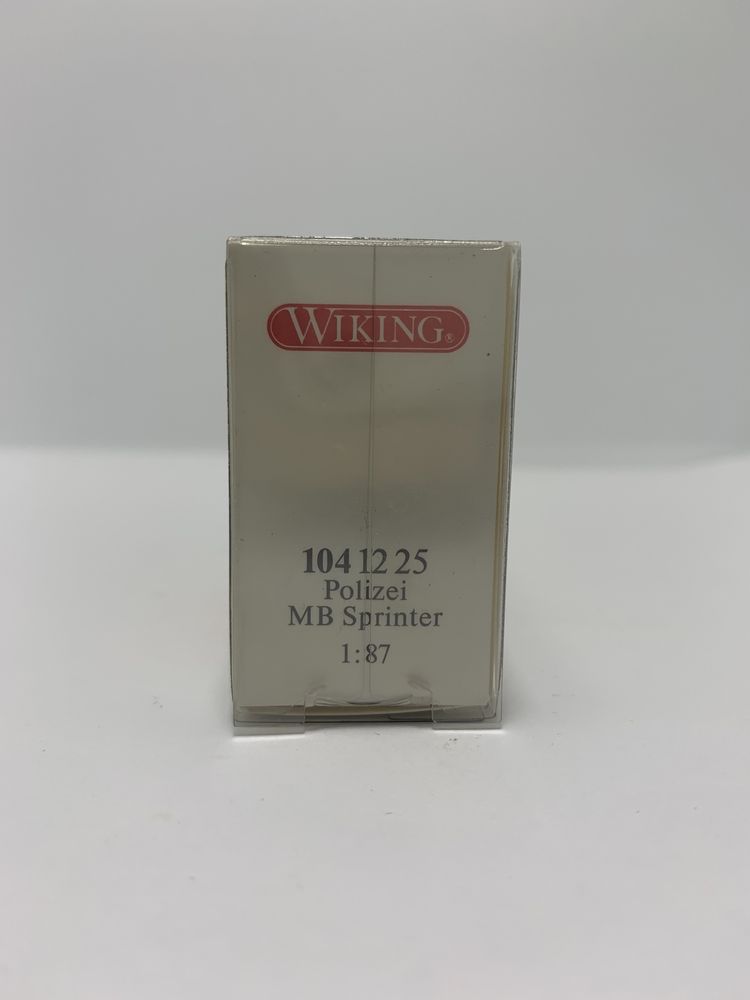 WIKING®
104 12 25
Polizei
MB Sprinter
1:87